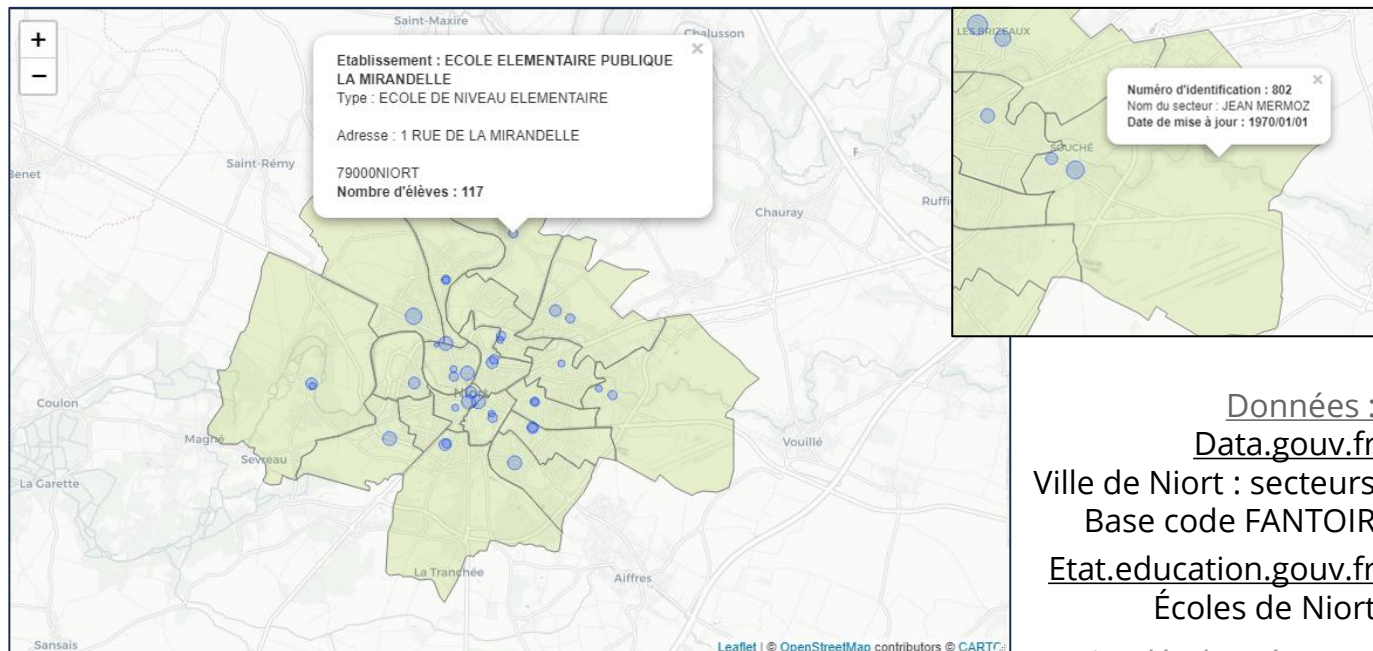 +
−
Saint-Maxire
Chalusson
×
Etablissement : ECOLE ELEMENTAIRE PUBLIQUE
LA MIRANDELLE
Type : ECOLE DE NIVEAU ELEMENTAIRE
Adresse : 1 RUE DE LA MIRANDELLE
79000NIORT
Nombre d'élèves : 117
Saint-Rémy
Benet
Chauray
Ruffi
Coulon
Magné
Sevreau
Niort
Vouillé
La Garette
La Tranchée
Aiffres
Sansais
Leaflet | © OpenStreetMap contributors © CARTO
LES BRIZEAUX
×
Numéro d'identification : 802
Nom du secteur : JEAN MERMOZ
Date de mise à jour : 1970/01/01
SOUCHÉ
Données :
Data.gouv.fr
Ville de Niort : secteurs
Base code FANTOIR
Etat.education.gouv.fr
Écoles de Niort